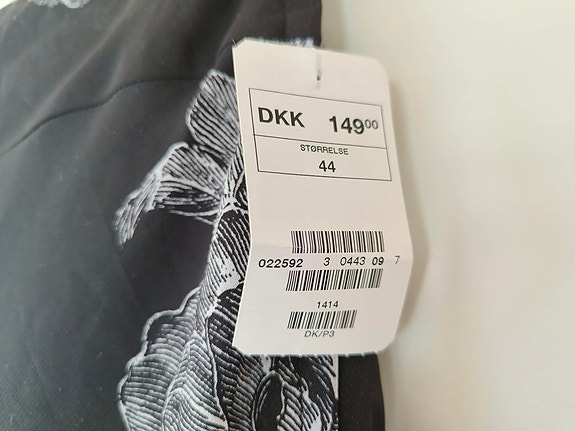 DKK 14900
STØRRELSE
44
022592 3 0443 09 7
1414
DK/P3